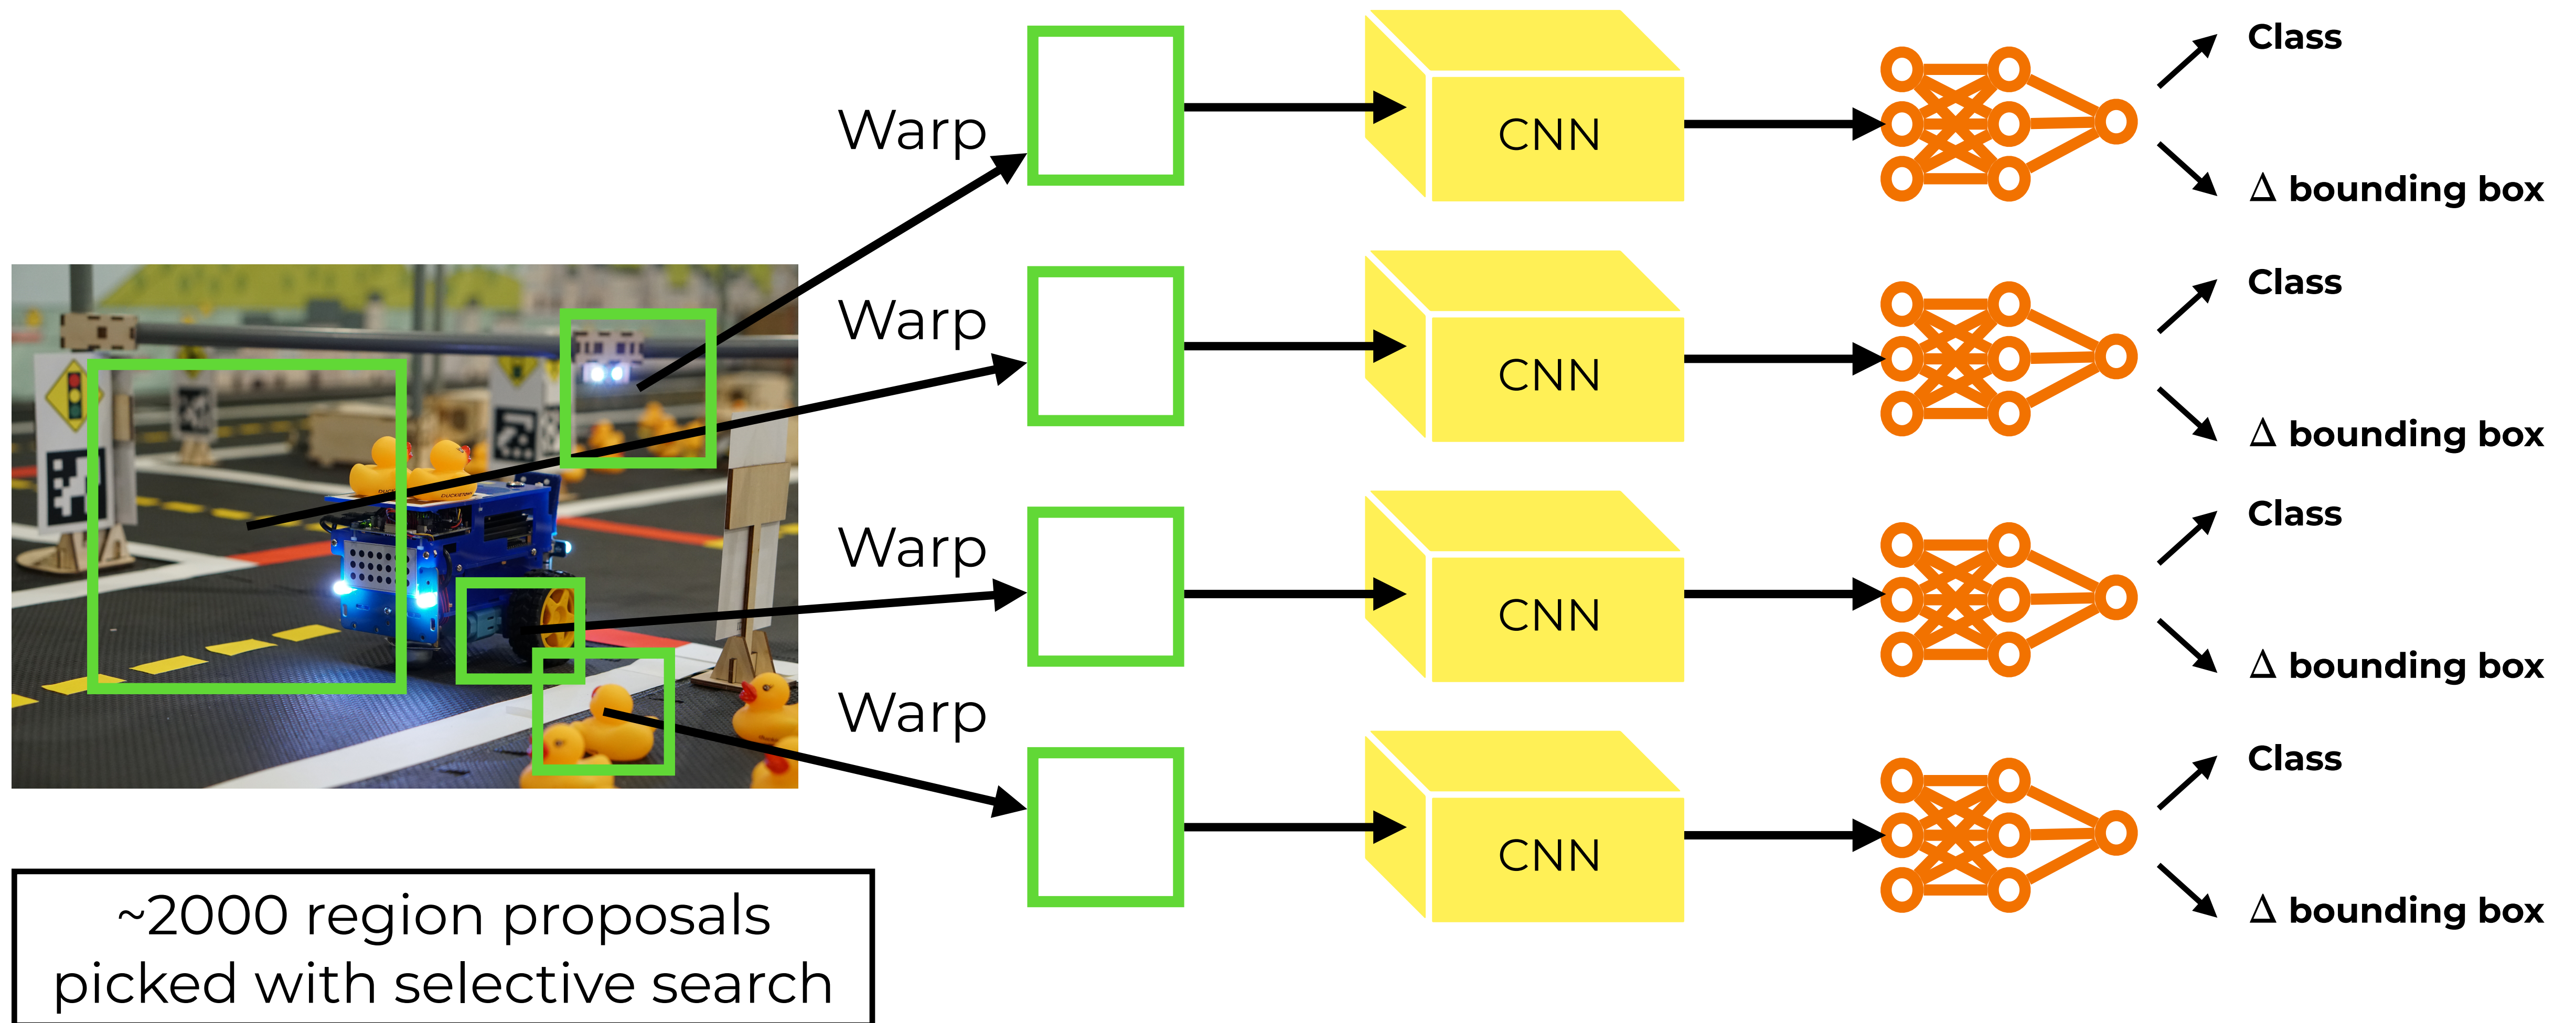 Class
Warp
CNN
Δ bounding box
Class
Warp
CNN
Δ bounding box
Class
Warp
CNN
Δ bounding box
Class
Warp
CNN
Δ bounding box
~2000 region proposals
picked with selective search